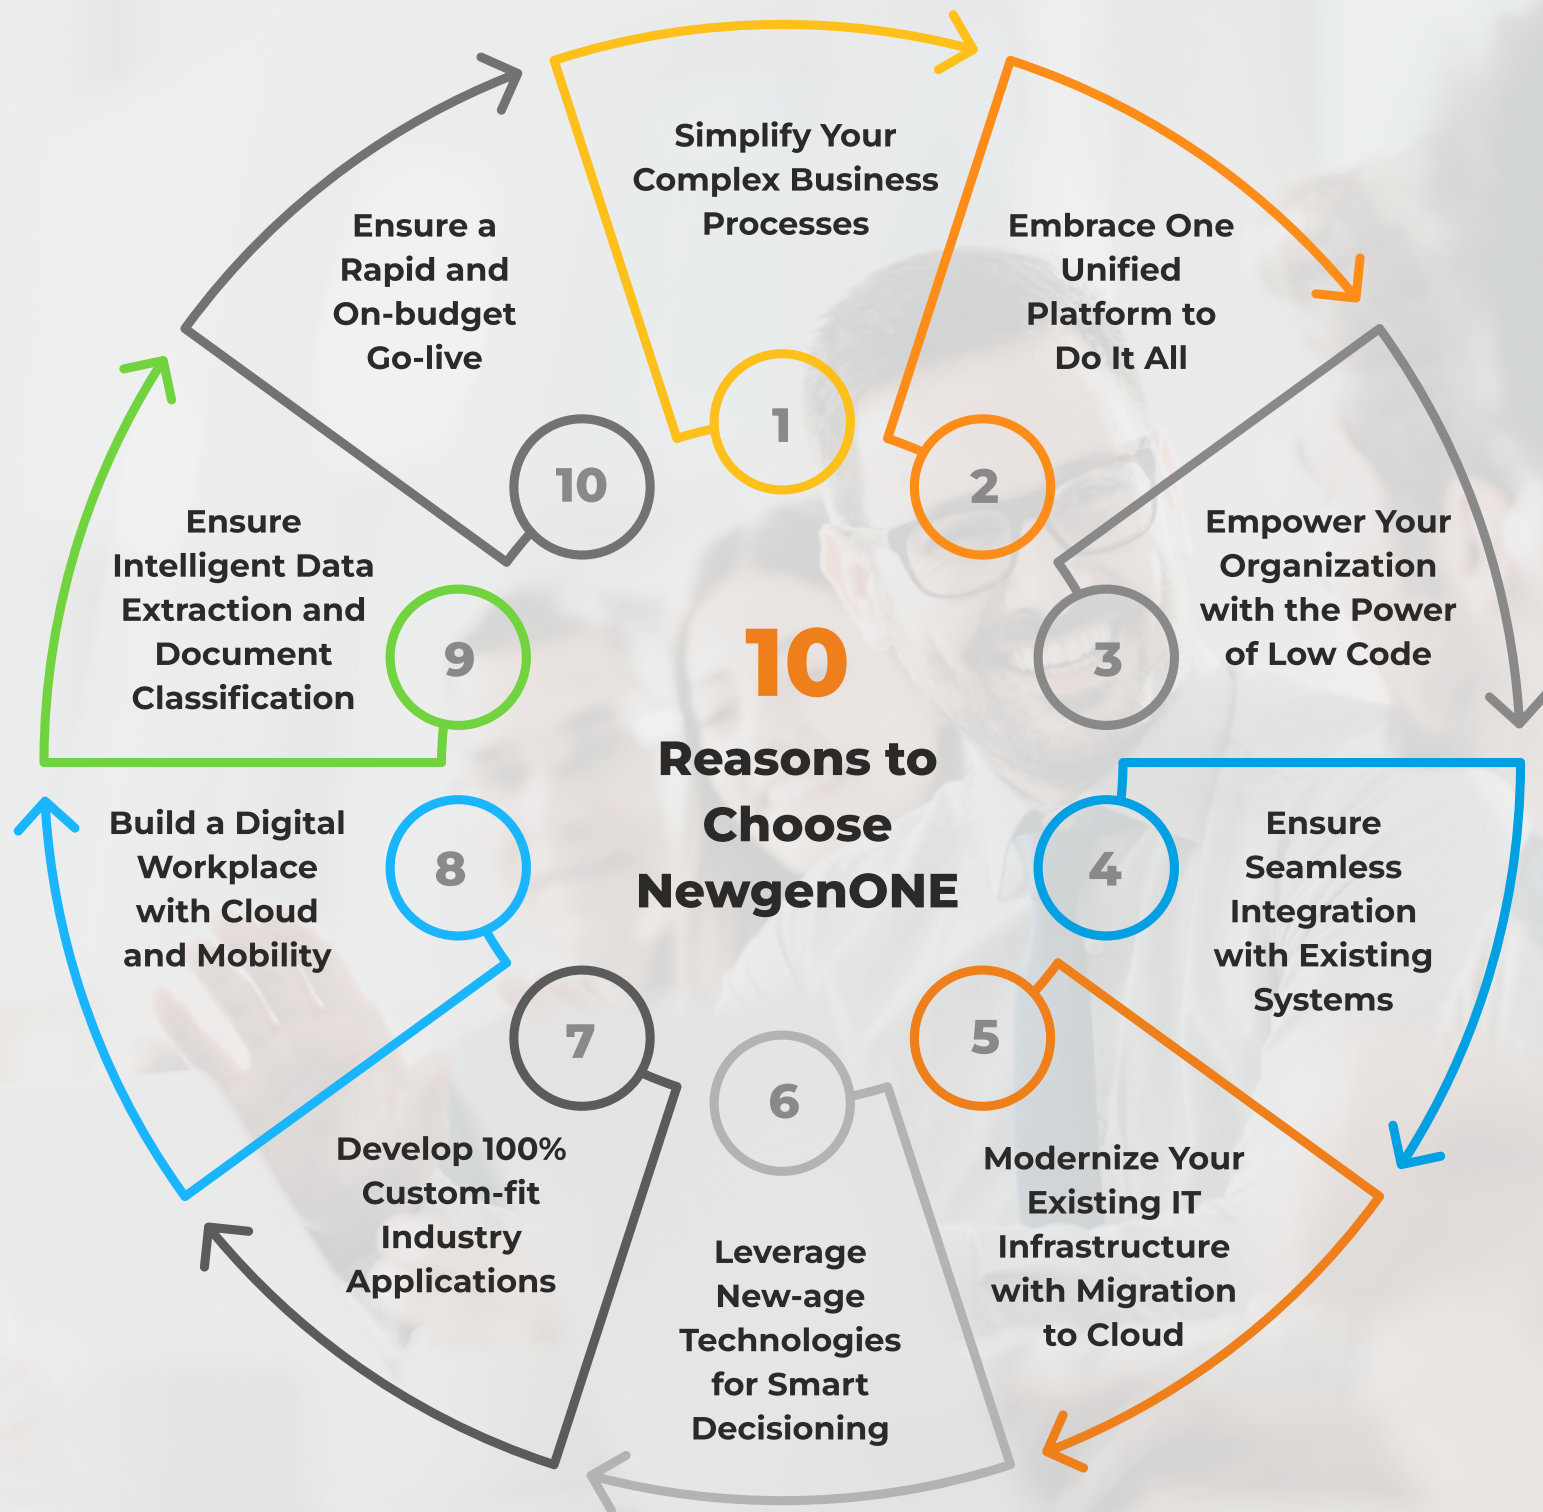 10
Reasons to
Choose
NewgenONE
1
Simplify Your
Complex Business
Processes
2
Embrace One
Unified
Platform to
Do It All
3
Empower Your
Organization
with the Power
of Low Code
4
Ensure
Seamless
Integration
with Existing
Systems
5
Modernize Your
Existing IT
Infrastructure
with Migration
to Cloud
6
Leverage
New-age
Technologies
for Smart
Decisioning
7
Develop 100%
Custom-fit
Industry
Applications
8
Build a Digital
Workplace
with Cloud
and Mobility
9
Ensure
Intelligent Data
Extraction and
Document
Classification
10
Ensure a
Rapid and
On-budget
Go-live